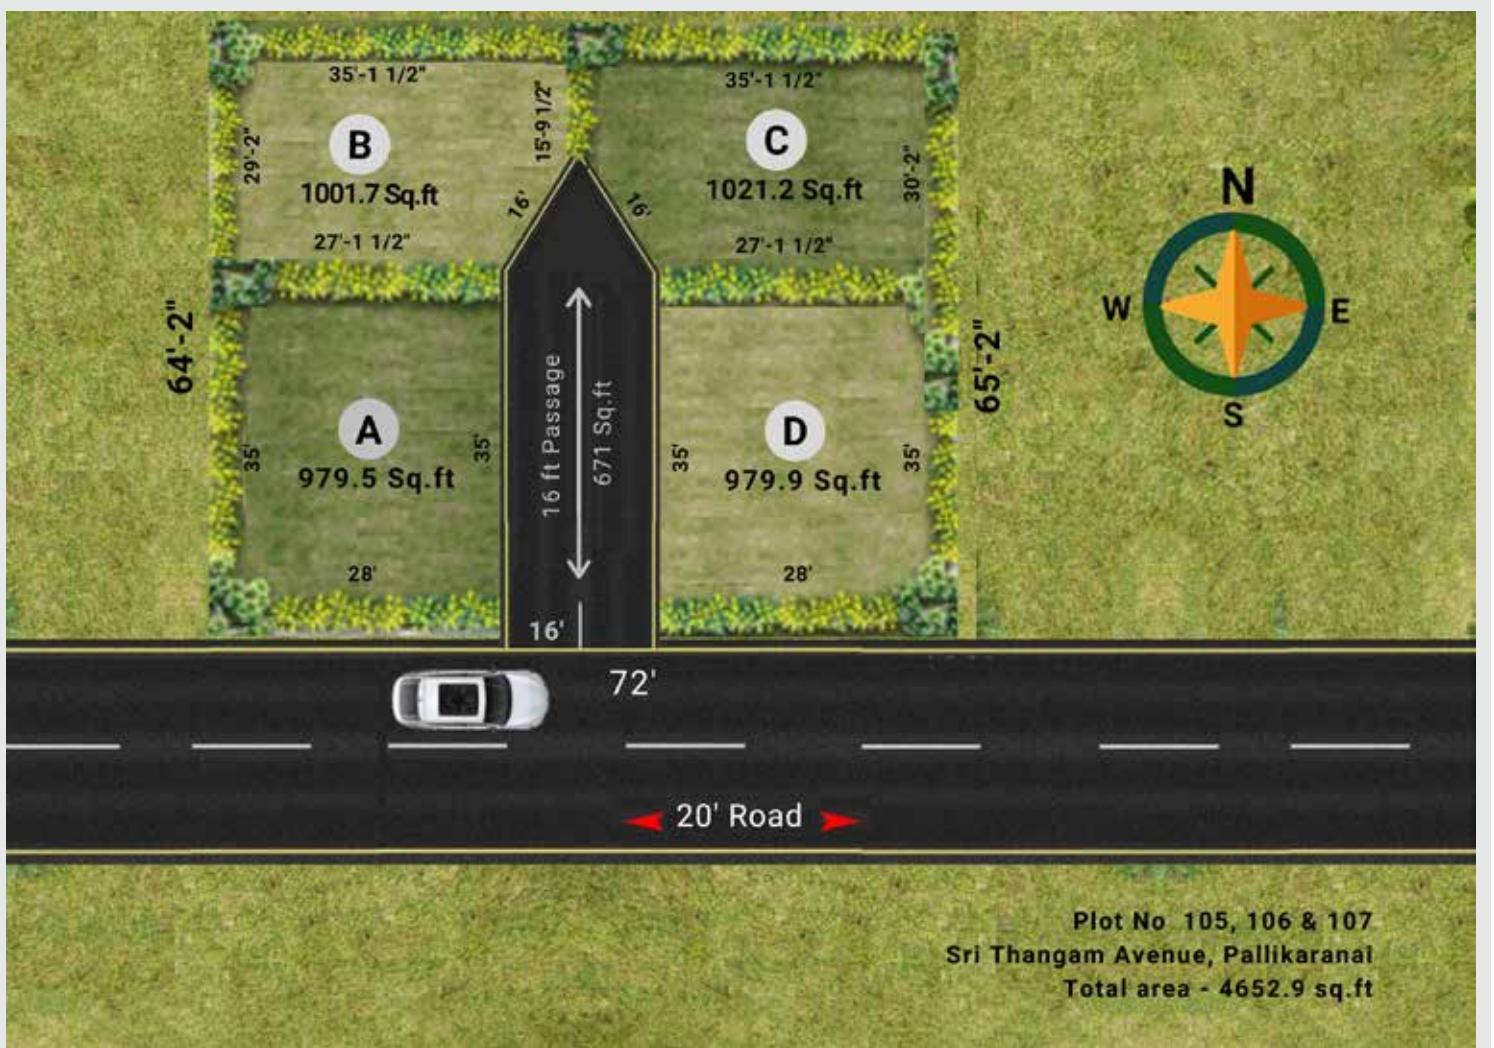 35'-1 1/2"
35'-1 1/2"
15'-9 1/2"
29'-2"
B
1001.7 Sq.ft
16'
27'-1 1/2"
C
1021.2 Sq.ft
30'-2"
16'
27'-1 1/2"
N
W
E
S
64'-2"
65'-2"
A
979.5 Sq.ft
35'
35'
28'
16 ft Passage
671 Sq.ft
D
979.9 Sq.ft
35'
35'
28'
16'
72'
20' Road
Plot No 105, 106 & 107
Sri Thangam Avenue, Pallikaranai
Total area - 4652.9 sq.ft